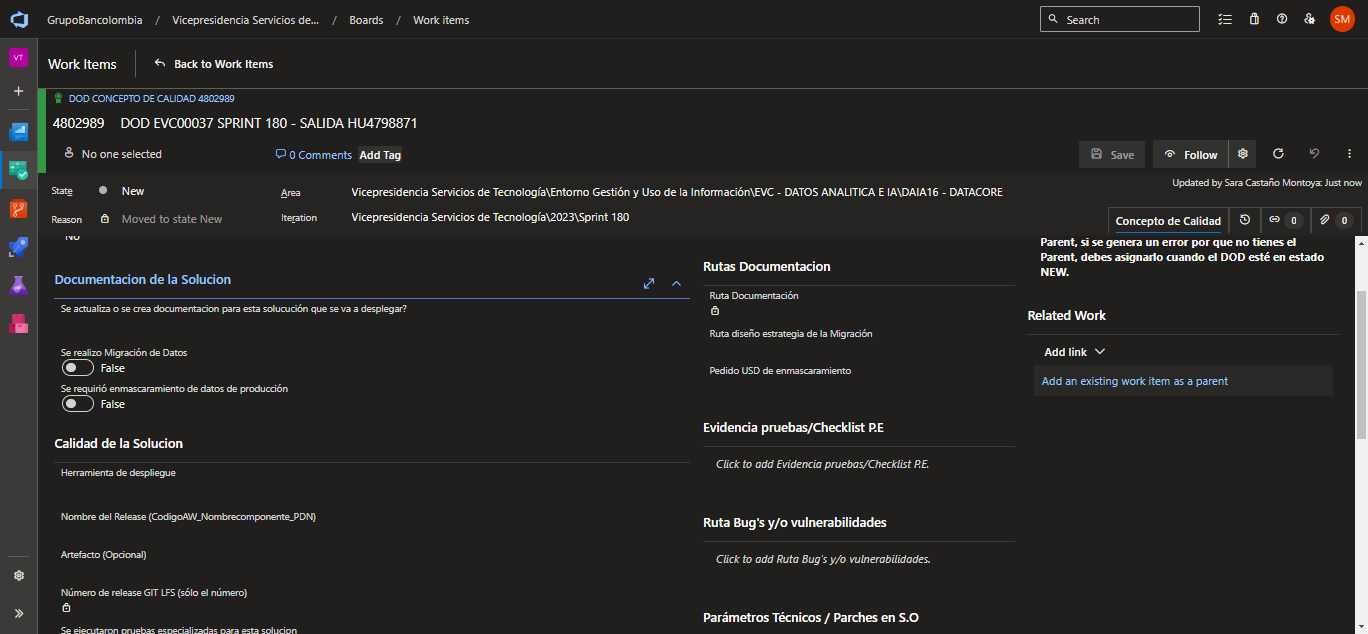 GrupoBancolombia / Vicepresidencia Servicios de... / Boards / Work items
Search
SM
VT
Work Items
Back to Work Items
DOD CONCEPTO DE CALIDAD 4802989
4802989 DOD EVC00037 SPRINT 180 - SALIDA HU4798871
No one selected
0 Comments
Add Tag
Save
Follow
State
New
Area
Vicepresidencia Servicios de Tecnología\Entorno Gestión y Uso de la Información\EVC - DATOS ANALITICA E IA\DAIA16 - DATACORE
Updated by Sara Castaño Montoya: Just now
Reason
Moved to state New
Iteration
Vicepresidencia Servicios de Tecnología\2023\Sprint 180
Concepto de Calidad
0
0
No
Documentacion de la Solucion
Se actualiza o se crea documentacion para esta solucución que se va a desplegar?
Se realizo Migración de Datos
False
Se requirió enmascaramiento de datos de producción
False
Calidad de la Solucion
Herramienta de despliegue
Nombre del Release (CodigoAW_Nombrecomponente_PDN)
Artefacto (Opcional)
Número de release GIT LFS (sólo el número)
Se ejecutaron pruebas especializadas para esta solucion
Rutas Documentacion
Ruta Documentación
Ruta diseño estrategia de la Migración
Pedido USD de enmascaramiento
Evidencia pruebas/Checklist P.E
Click to add Evidencia pruebas/Checklist P.E.
Ruta Bug's y/o vulnerabilidades
Click to add Ruta Bug's y/o vulnerabilidades.
Parámetros Técnicos / Parches en S.O
Parent, si se genera un error por que no tienes el
Parent, debes asignarlo cuando el DOD esté en estado
NEW.
Related Work
Add link
Add an existing work item as a parent